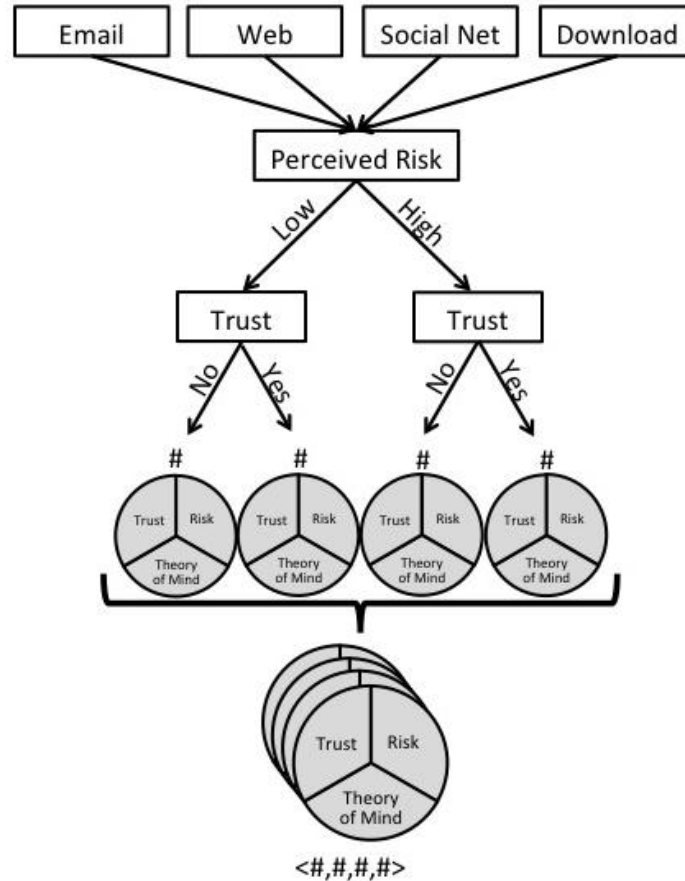 Email
Web
Social Net
Download
Perceived Risk
Low
High
Trust
Trust
No
Yes
No
Yes
#
#
#
#
Trust
Risk
Theory
of Mind
Trust
Risk
Theory
of Mind
Trust
Risk
Theory
of Mind
Trust
Risk
Theory
of Mind
Trust
Risk
Theory
of Mind
<#,#,#,#>